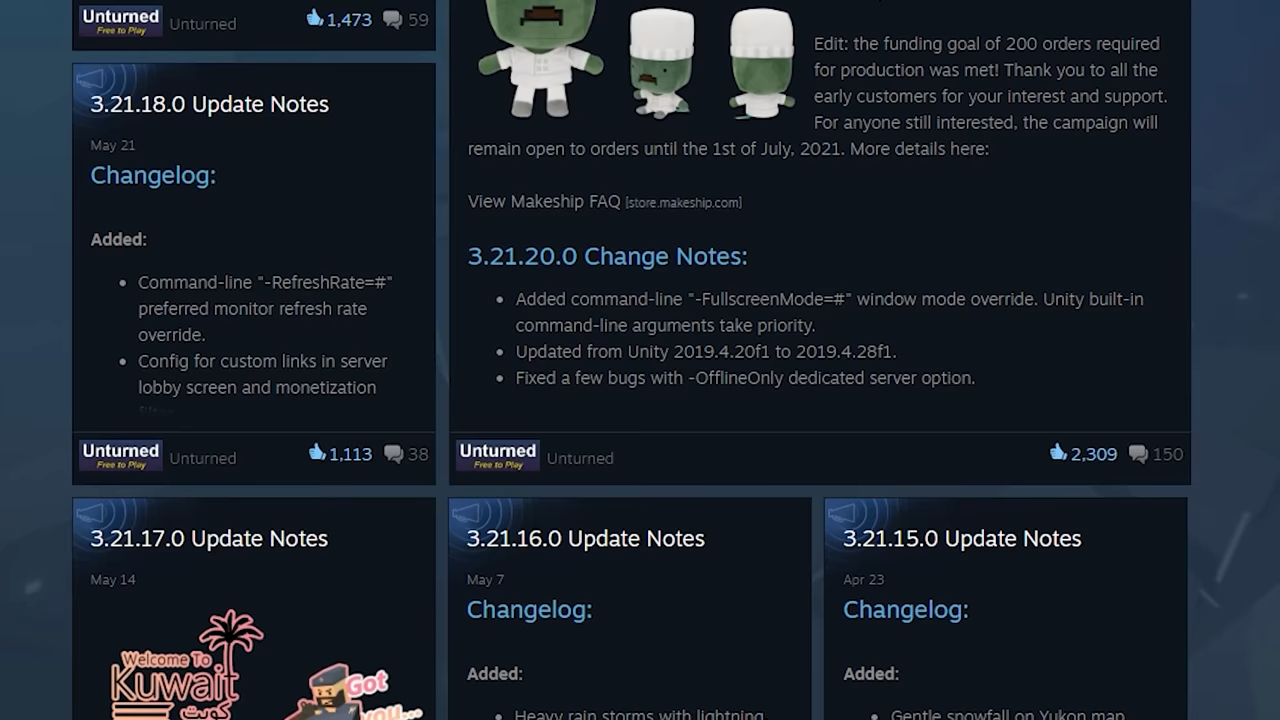 Unturned
Free to Play
Unturned
1,473
59
3.21.18.0 Update Notes
May 21
Changelog:
Added:
• Command-line "-RefreshRate=#"
preferred monitor refresh rate
override.
• Config for custom links in server
lobby screen and monetization
Unturned
Free to Play
Unturned
1,113
38
Edit: the funding goal of 200 orders required
for production was met! Thank you to all the
early customers for your interest and support.
For anyone still interested, the campaign will
remain open to orders until the 1st of July, 2021. More details here:
View Makeship FAQ [store.makeship.com]
3.21.20.0 Change Notes:
• Added command-line "-FullscreenMode=#" window mode override. Unity built-in
command-line arguments take priority.
• Updated from Unity 2019.4.20f1 to 2019.4.28f1.
• Fixed a few bugs with -OfflineOnly dedicated server option.
Unturned
Free to Play
Unturned
2,309
150
3.21.17.0 Update Notes
May 14
Welcome To
Kuwait
كويت
Got
you...
3.21.16.0 Update Notes
May 7
Changelog:
Added:
• Heavy rain storms with lightning
3.21.15.0 Update Notes
Apr 23
Changelog:
Added:
• Gentle snowfall on Yukon map